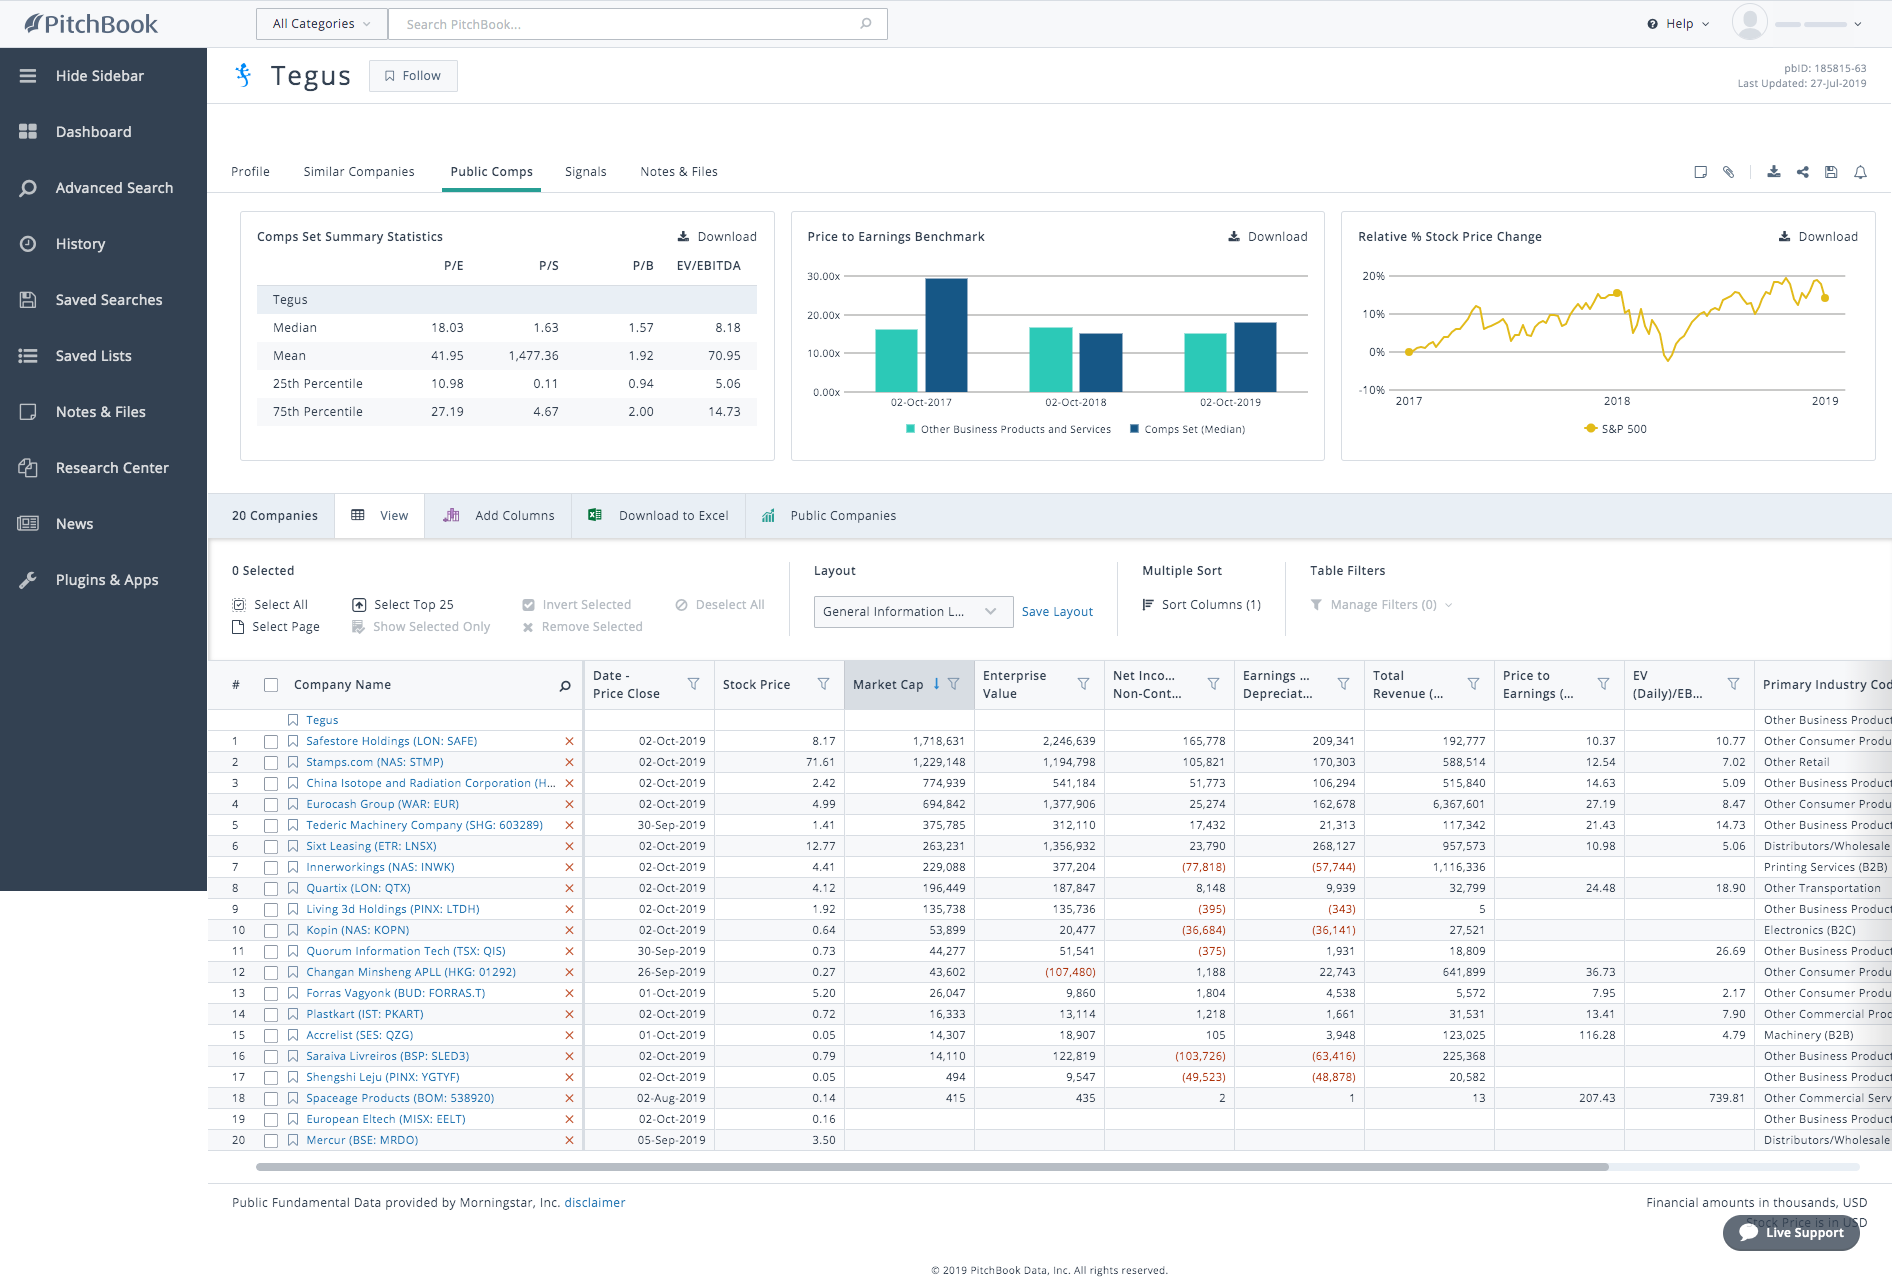 PitchBook
All Categories
Search PitchBook...
Help
Hide Sidebar
Dashboard
Advanced Search
History
Saved Searches
Saved Lists
Notes & Files
Research Center
News
Plugins & Apps
Tegus
Follow
pbID: 185815-63
Last Updated: 27-Jul-2019
Profile Similar Companies Public Comps Signals Notes & Files
Comps Set Summary Statistics Download
P/E P/S P/B EV/EBITDA
Tegus
Median 18.03 1.63 1.57 8.18
Mean 41.95 1,477.36 1.92 70.95
25th Percentile 10.98 0.11 0.94 5.06
75th Percentile 27.19 4.67 2.00 14.73
Price to Earnings Benchmark Download
30.00x
20.00x
10.00x
0.00x
02-Oct-2017 02-Oct-2018 02-Oct-2019
Other Business Products and Services Comps Set (Median)
Relative % Stock Price Change Download
20%
10%
0%
-10%
2017 2018 2019
S&P 500
20 Companies View Add Columns Download to Excel Public Companies
0 Selected
Select All Select Top 25 Invert Selected Deselect All
Select Page Show Selected Only Remove Selected
Layout
General Information L... Save Layout
Multiple Sort
Sort Columns (1)
Table Filters
Manage Filters (0)
# Company Name Date - Price Close Stock Price Market Cap Enterprise Value Net Inco... Non-Cont... Earnings ... Depreciat... Total Revenue (... Price to Earnings (... EV (Daily)/EB... Primary Industry Cod
Tegus Other Business Product
1 Safestore Holdings (LON: SAFE) 02-Oct-2019 8.17 1,718,631 2,246,639 165,778 209,341 192,777 10.37 10.77 Other Consumer Produ
2 Stamps.com (NAS: STMP) 02-Oct-2019 71.61 1,229,148 1,194,798 105,821 170,303 588,514 12.54 7.02 Other Retail
3 China Isotope and Radiation Corporation (H... 02-Oct-2019 2.42 774,939 541,184 51,773 106,294 515,840 14.63 5.09 Other Business Product
4 Eurocash Group (WAR: EUR) 02-Oct-2019 4.99 694,842 1,377,906 25,274 162,678 6,367,601 27.19 8.47 Other Consumer Produ
5 Tederic Machinery Company (SHG: 603289) 30-Sep-2019 1.41 375,785 312,110 17,432 21,313 117,342 21.43 14.73 Other Business Product
6 Sixt Leasing (ETR: LNSX) 02-Oct-2019 12.77 263,231 1,356,932 23,790 268,127 957,573 10.98 5.06 Distributors/Wholesale
7 Innerworkings (NAS: INWK) 02-Oct-2019 4.41 229,088 377,204 (77,818) (57,744) 1,116,336 Printing Services (B2B)
8 Quartix (LON: QTX) 02-Oct-2019 4.12 196,449 187,847 8,148 9,939 32,799 24.48 18.90 Other Transportation
9 Living 3d Holdings (PINX: LTDH) 02-Oct-2019 1.92 135,738 135,736 (395) (343) 5 Other Business Product
10 Kopin (NAS: KOPN) 02-Oct-2019 0.64 53,899 20,477 (36,684) (36,141) 27,521 Electronics (B2C)
11 Quorum Information Tech (TSX: QIS) 30-Sep-2019 0.73 44,277 51,541 (375) 1,931 18,809 26.69 Other Business Product
12 Changan Minsheng APLL (HKG: 01292) 26-Sep-2019 0.27 43,602 (107,480) 1,188 22,743 641,899 36.73 Other Consumer Produ
13 Forras Vagyonk (BUD: FORRAS.T) 01-Oct-2019 5.20 26,047 9,860 1,804 4,538 5,572 7.95 2.17 Other Consumer Produ
14 Plastkart (IST: PKART) 02-Oct-2019 0.72 16,333 13,114 1,218 1,661 31,531 13.41 7.90 Other Commercial Prod
15 Accrelist (SES: QZG) 01-Oct-2019 0.05 14,307 18,907 105 3,948 123,025 116.28 4.79 Machinery (B2B)
16 Saraiva Livreiros (BSP: SLED3) 02-Oct-2019 0.79 14,110 122,819 (103,726) (63,416) 225,368 Other Business Product
17 Shengshi Leju (PINX: YGTYF) 02-Oct-2019 0.05 494 9,547 (49,523) (48,878) 20,582 Other Business Product
18 Spaceage Products (BOM: 538920) 02-Aug-2019 0.14 415 435 2 1 13 207.43 739.81 Other Commercial Serv
19 European Eltech (MISX: EELT) 02-Oct-2019 0.16 Other Business Product
20 Mercur (BSE: MRDO) 05-Sep-2019 3.50 Distributors/Wholesale
Public Fundamental Data provided by Morningstar, Inc. disclaimer
Financial amounts in thousands, USD
Stock Price is in USD
Live Support
© 2019 PitchBook Data, Inc. All rights reserved.